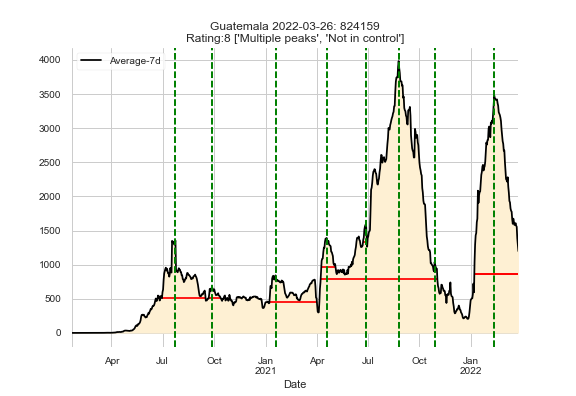 Guatemala 2022-03-26: 824159
Rating:8 ['Multiple peaks', 'Not in control']
Average-7d
4000
3500
3000
2500
2000
1500
1000
500
0
Apr
Jul
Oct
Jan
2021
Apr
Jul
Oct
Jan
2022
Date